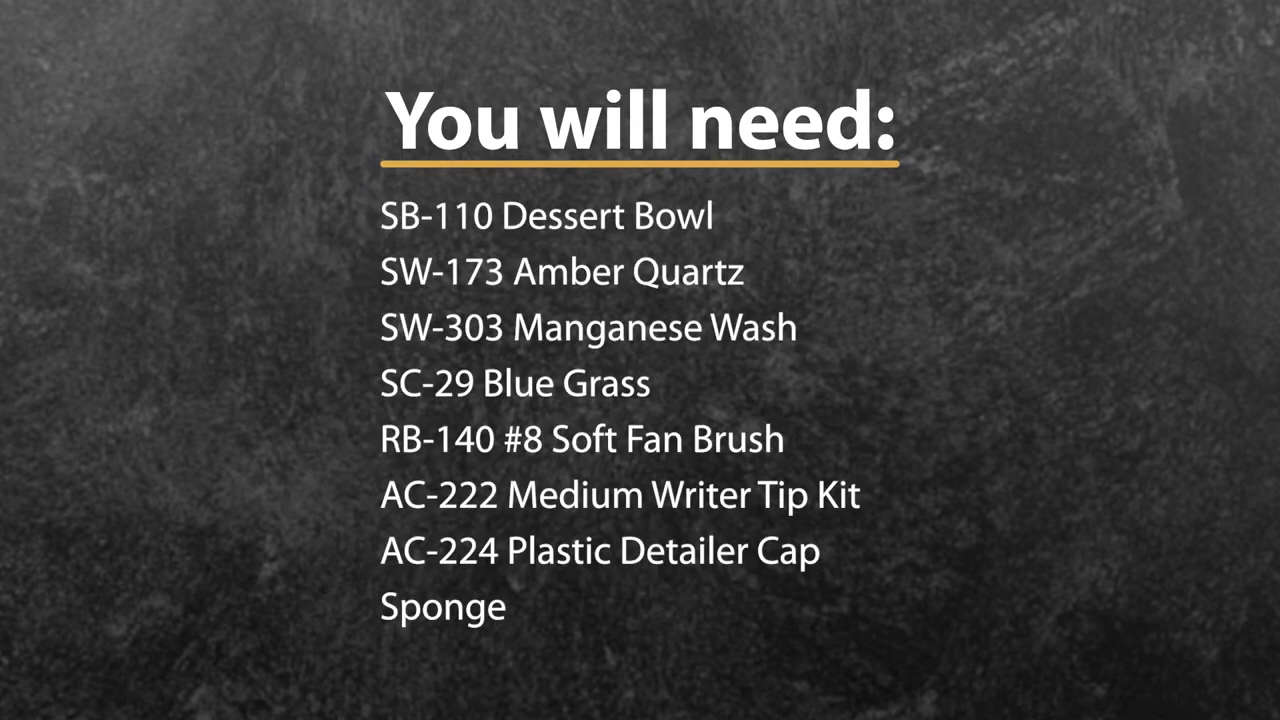 You will need:
SB-110 Dessert Bowl
SW-173 Amber Quartz
SW-303 Manganese Wash
SC-29 Blue Grass
RB-140 #8 Soft Fan Brush
AC-222 Medium Writer Tip Kit
AC-224 Plastic Detailer Cap
Sponge